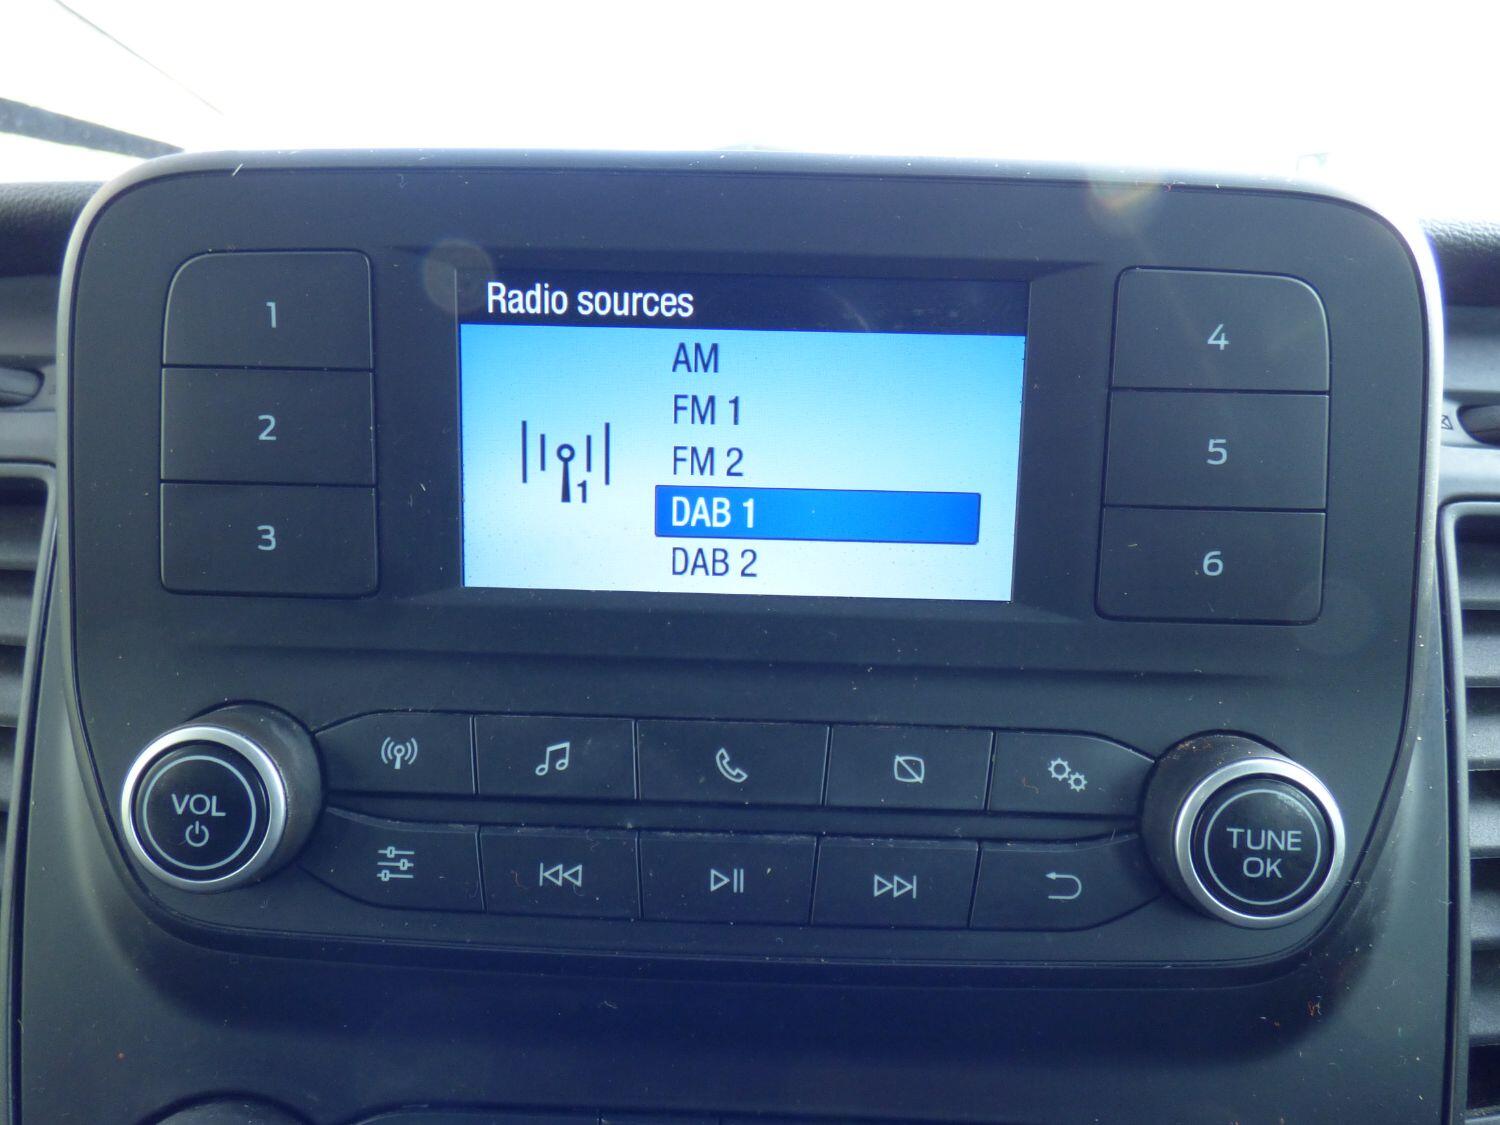 Radio sources
AM
FM 1
FM 2
DAB 1
DAB 2
1
1
2
3
4
5
6
VOL
TUNE
OK